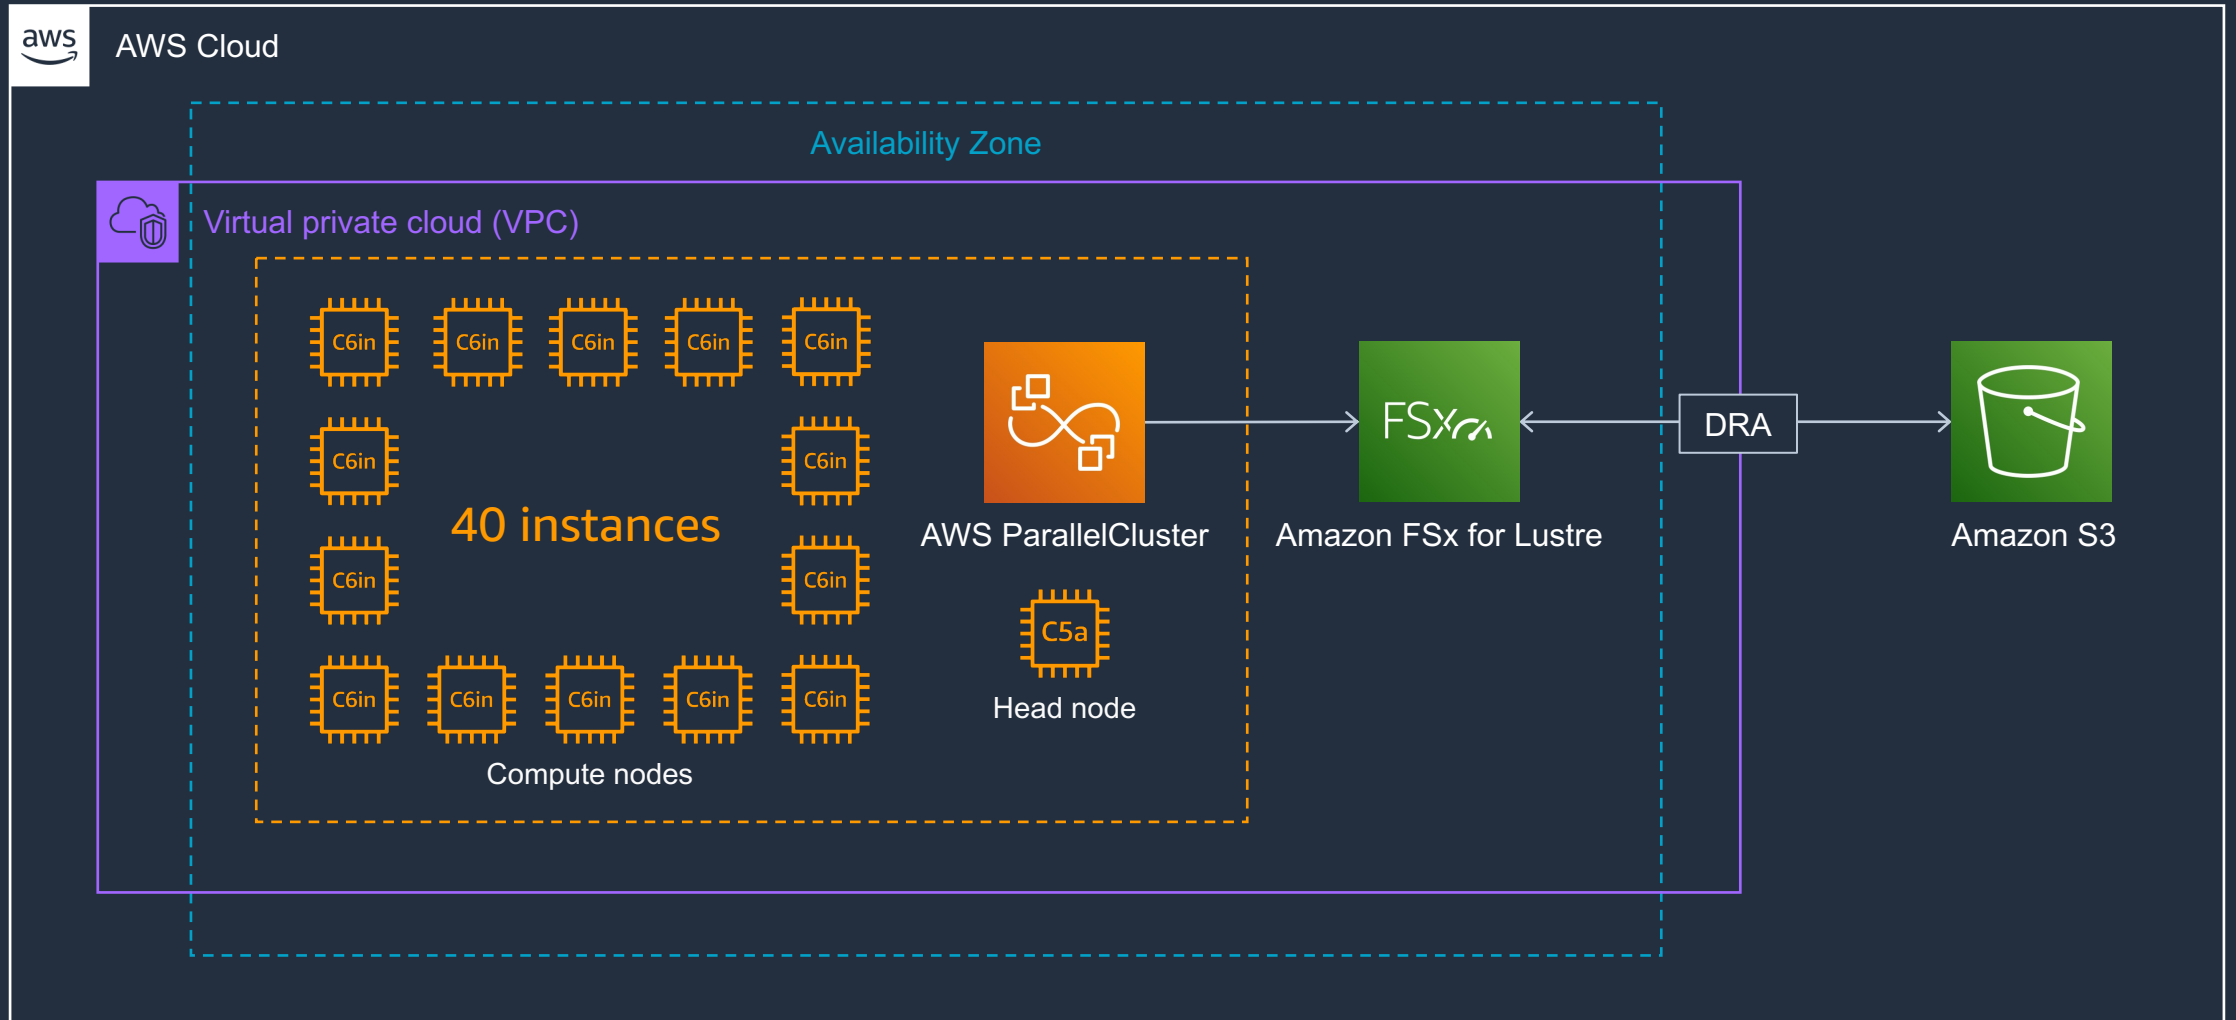 aws
AWS Cloud
Availability Zone
Virtual private cloud (VPC)
C6in
C6in
C6in
C6in
C6in
C6in
C6in
40 instances
C6in
C6in
C6in
C6in
C6in
C6in
C6in
Compute nodes
AWS ParallelCluster
C5a
Head node
FSx
Amazon FSx for Lustre
DRA
Amazon S3